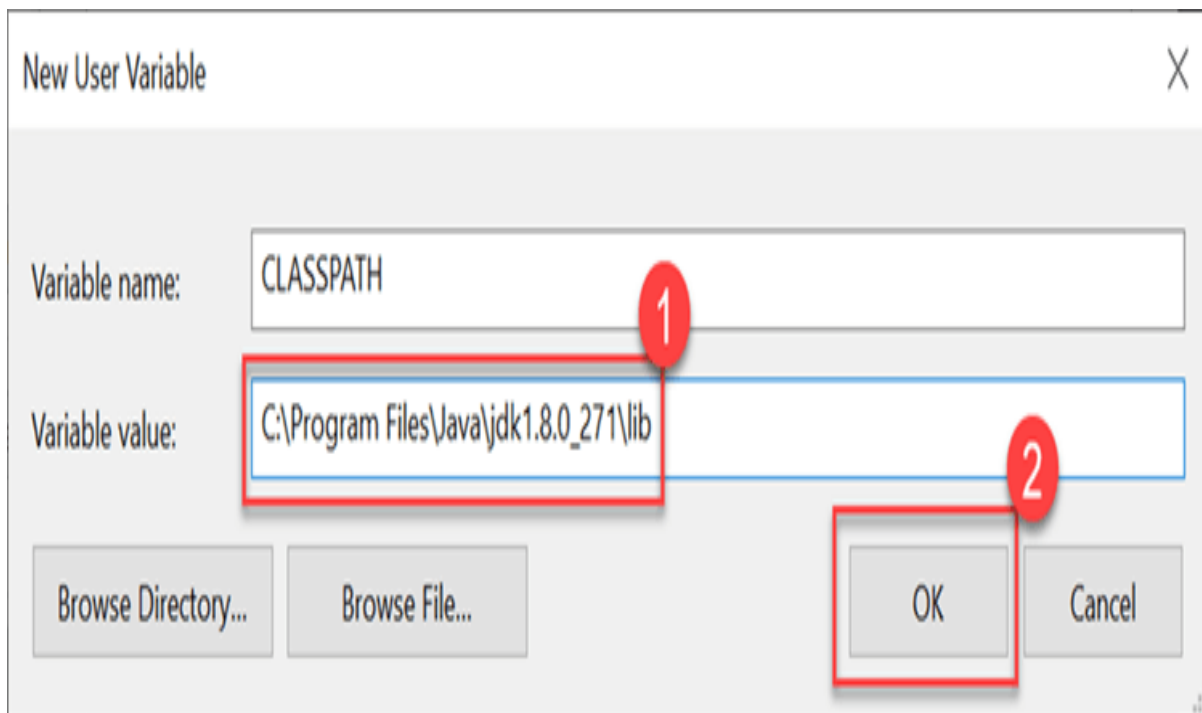 New User Variable
Variable name: CLASSPATH
1
Variable value: C:\Program Files\Java\jdk1.8.0_271\lib
2
Browse Directory... Browse File... OK Cancel